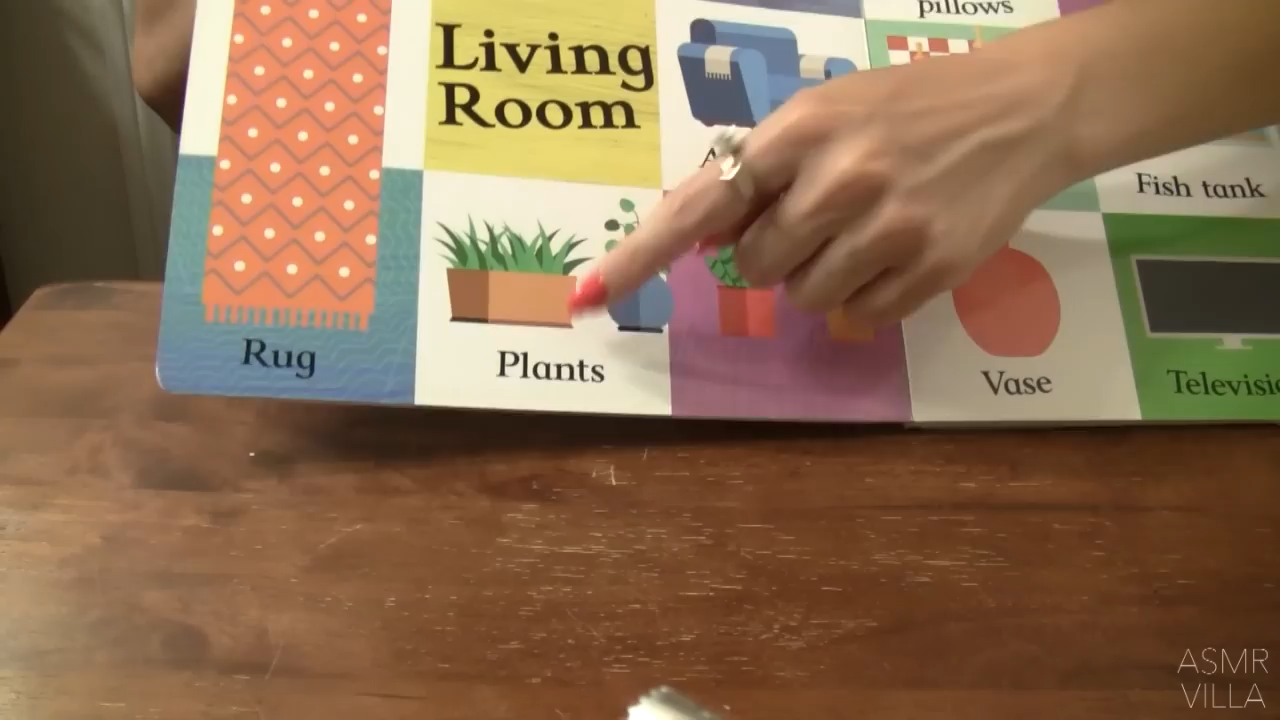 pillows
Living
Room
Fish tank
Rug
Plants
Vase
ASMR
VILLA